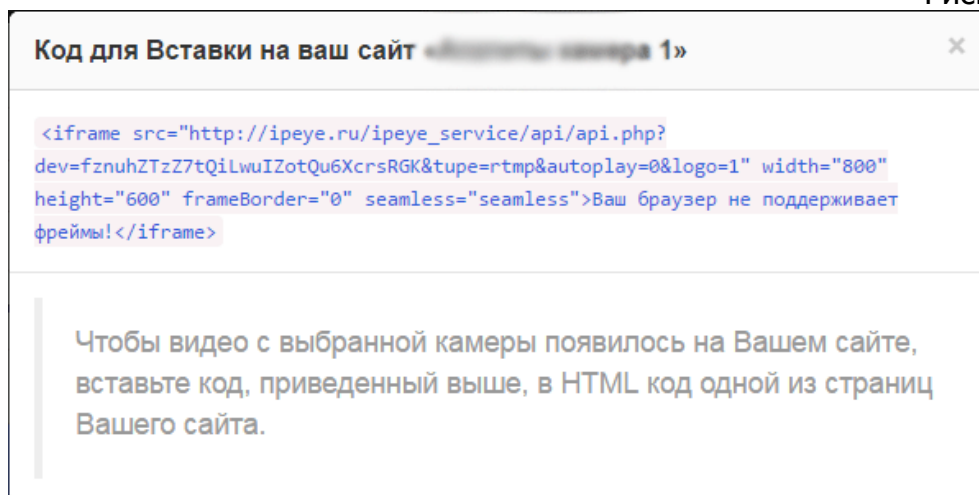 Код для Вставки на ваш сайт « 1»
×
<iframe src="http://ipeye.ru/ipeye_service/api/api.php?
dev=fznuhZTzZ7tQiLwuIZotQu6XcrsRGK&tupe=rtmp&autoplay=0&logo=1" width="800"
height="600" frameBorder="0" seamless="seamless">Ваш браузер не поддерживает
фреймы!</iframe>
Чтобы видео с выбранной камеры появилось на Вашем сайте,
вставьте код, приведенный выше, в HTML код одной из страниц
Вашего сайта.